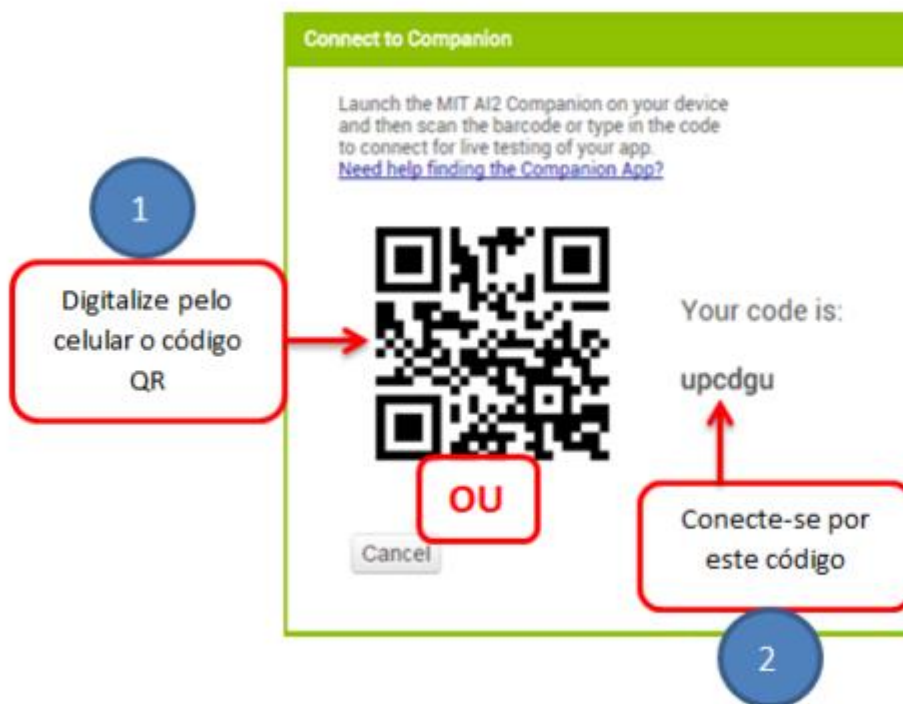 Connect to Companion
Launch the MIT AI2 Companion on your device
and then scan the barcode or type in the code
to connect for live testing of your app.
Need help finding the Companion App?
1
Digitalize pelo
celular o código
QR
Your code is:
upcdgu
OU
Cancel
Conecte-se por
este código
2